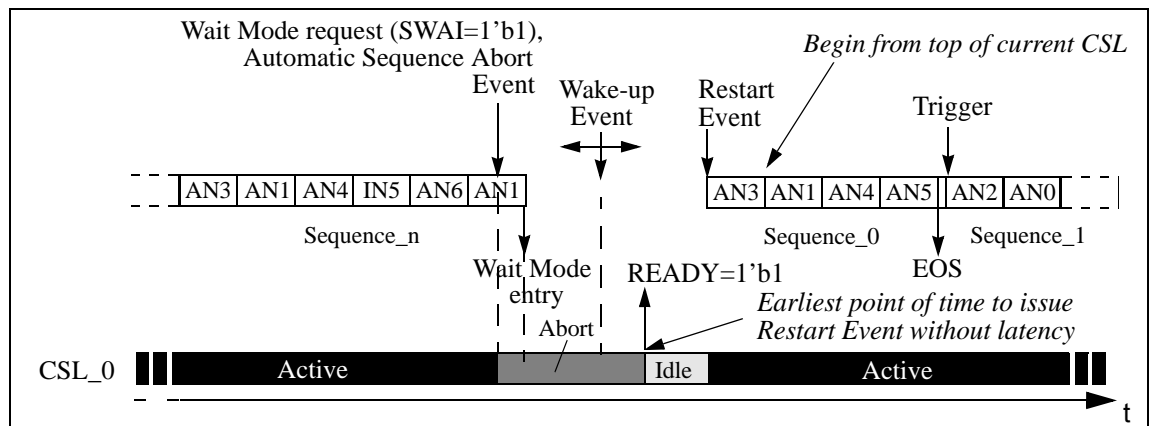 Wait Mode request (SWAI=1’b1),
Automatic Sequence Abort
Event
Wake-up
Event
Restart
Event
Begin from top of current CSL
Trigger
AN3 AN1 AN4 IN5 AN6 AN1
AN3 AN1 AN4 AN5 AN2 AN0
Sequence_n
Sequence_0
Sequence_1
Wait Mode
entry
READY=1’b1
EOS
Earliest point of time to issue
Restart Event without latency
Abort
CSL_0
Active
Idle
Active
t